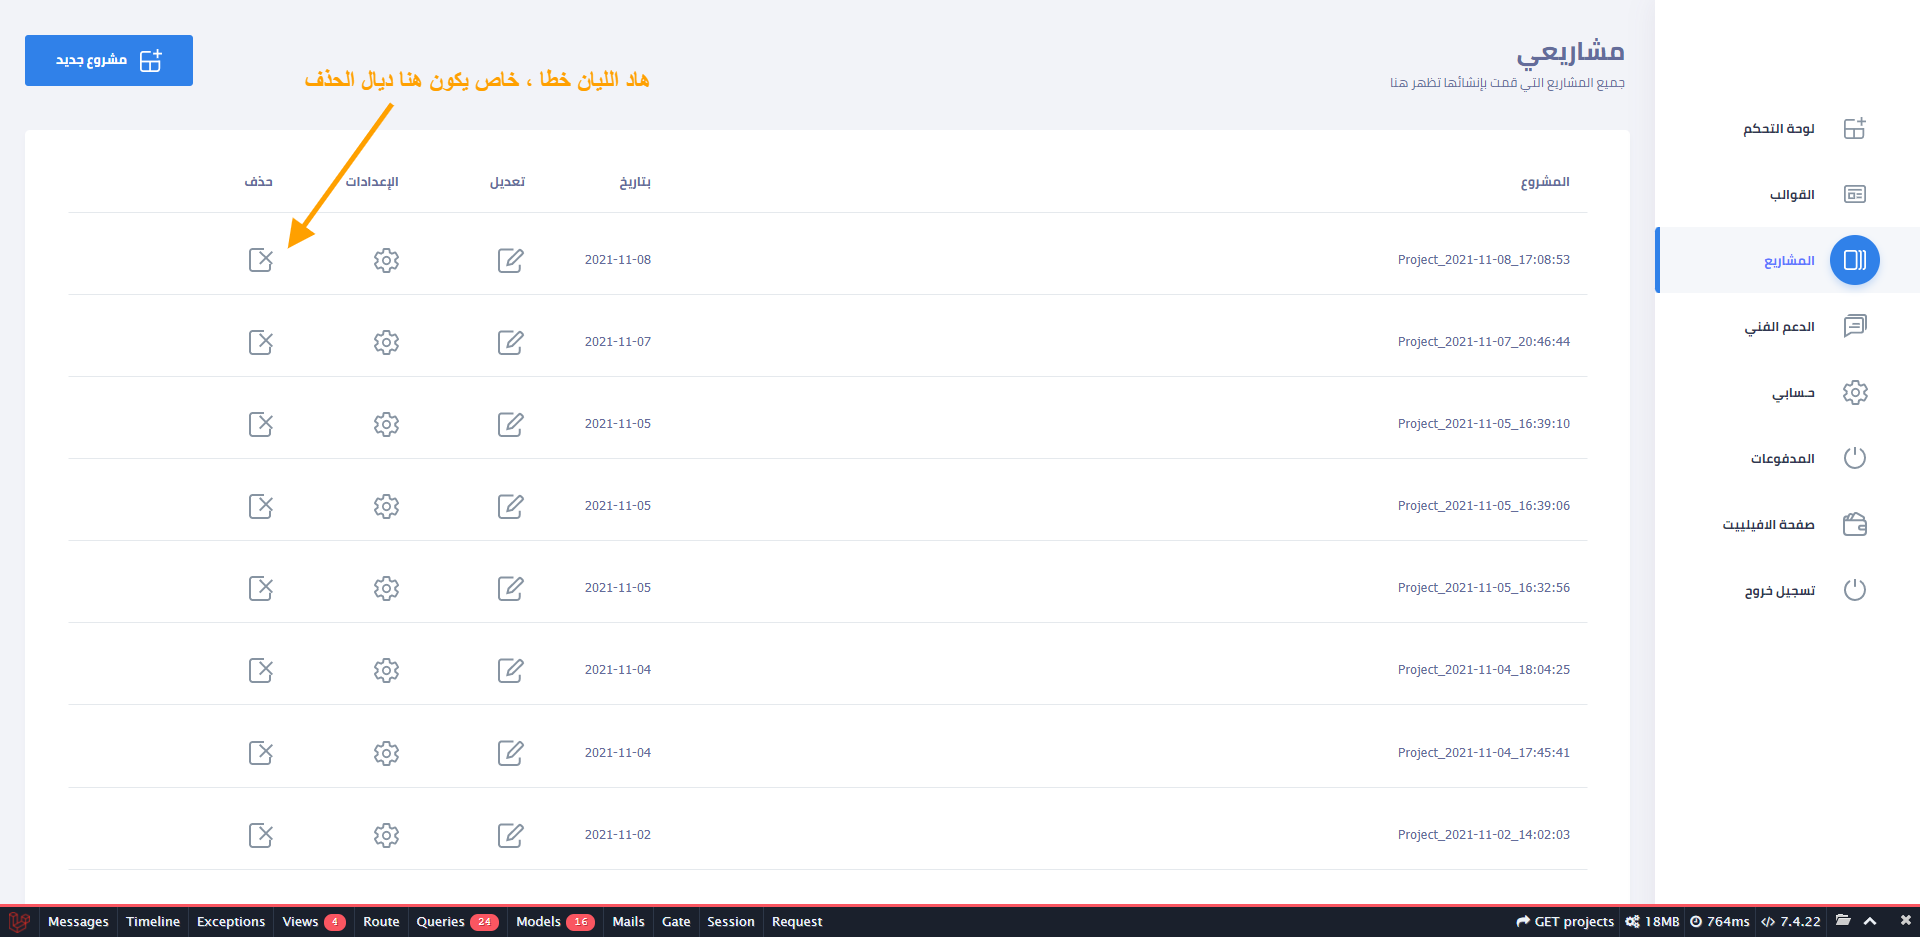 مشاريعي
جميع المشاريع التي قمت بإنشائها تظهر هنا
مشروع جديد
هاد الليان خطا ، خاص يكون هنا ديال الحذف
لوحة التحكم
القوالب
المشاريع
الدعم الفني
حسابي
المدفوعات
صفحة الافيلييت
تسجيل خروج
المشروع بتاريخ تعديل الإعدادات حذف
Project_2021-11-08_17:08:53 2021-11-08
Project_2021-11-07_20:46:44 2021-11-07
Project_2021-11-05_16:39:10 2021-11-05
Project_2021-11-05_16:39:06 2021-11-05
Project_2021-11-05_16:32:56 2021-11-05
Project_2021-11-04_18:04:25 2021-11-04
Project_2021-11-04_17:45:41 2021-11-04
Project_2021-11-02_14:02:03 2021-11-02
Messages Timeline Exceptions Views 4 Route Queries 24 Models 16 Mails Gate Session Request GET projects 18MB 764ms 7.4.22